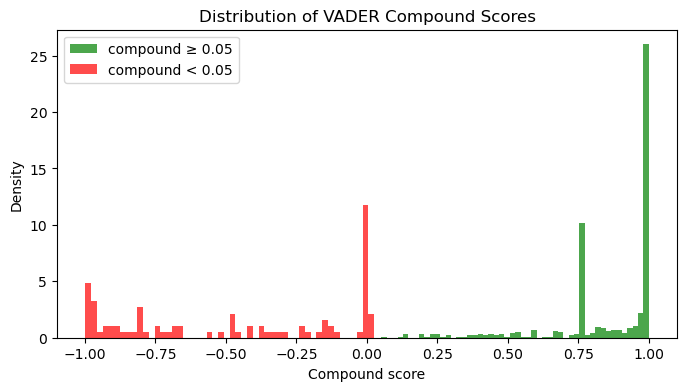 Distribution of VADER Compound Scores
compound ≥ 0.05
compound < 0.05
25
20
15
10
5
0
Density
−1.00 −0.75 −0.50 −0.25 0.00 0.25 0.50 0.75 1.00
Compound score